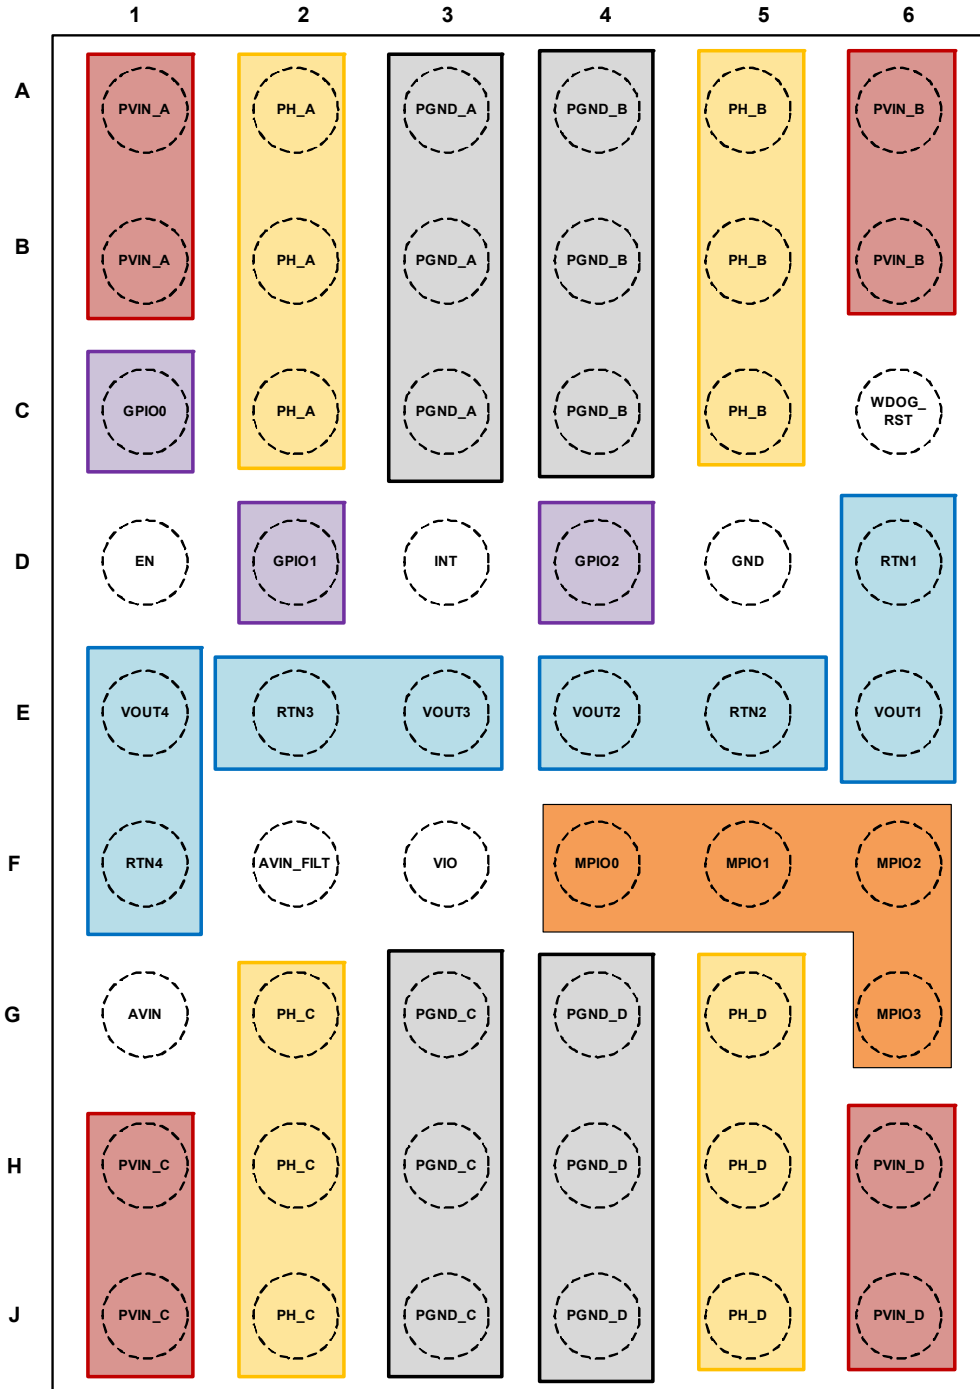 1 2 3 4 5 6
A PVIN_A PH_A PGND_A PGND_B PH_B PVIN_B
B PVIN_A PH_A PGND_A PGND_B PH_B PVIN_B
C GPIO0 PH_A PGND_A PGND_B PH_B WDOG_
RST
D EN GPIO1 INT GPIO2 GND RTN1
E VOUT4 RTN3 VOUT3 VOUT2 RTN2 VOUT1
F RTN4 AVIN_FILT VIO MPIO0 MPIO1 MPIO2
G AVIN PH_C PGND_C PGND_D PH_D MPIO3
H PVIN_C PH_C PGND_C PGND_D PH_D PVIN_D
J PVIN_C PH_C PGND_C PGND_D PH_D PVIN_D